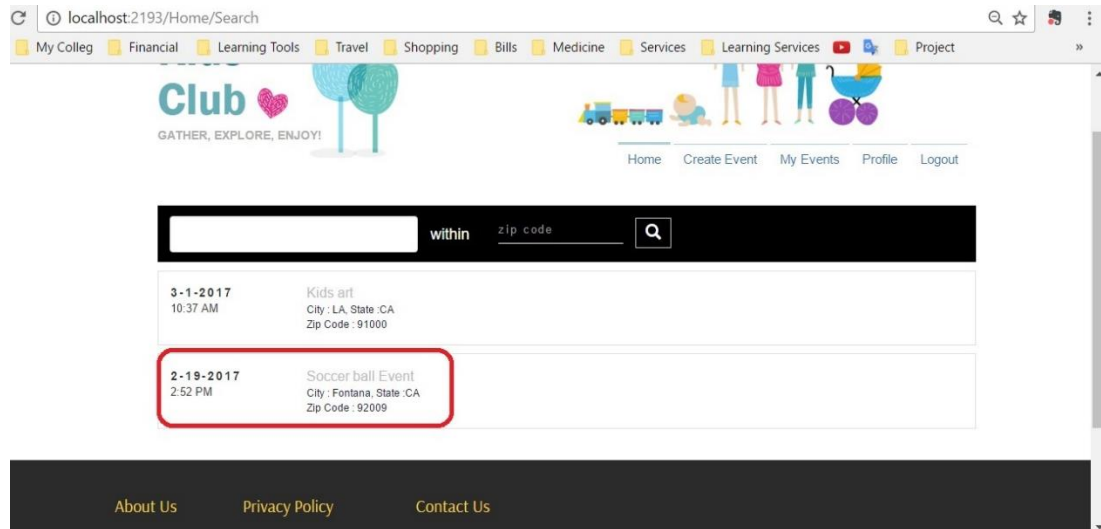 localhost:2193/Home/Search
My Colleg Financial Learning Tools Travel Shopping Bills Medicine Services Learning Services Project »
Club
GATHER, EXPLORE, ENJOY!
Home Create Event My Events Profile Logout
within zip code
3-1-2017 Kids art
10:37 AM City : LA, State :CA
Zip Code : 91000
2-19-2017 Soccer ball Event
2:52 PM City : Fontana, State :CA
Zip Code : 92009
About Us Privacy Policy Contact Us